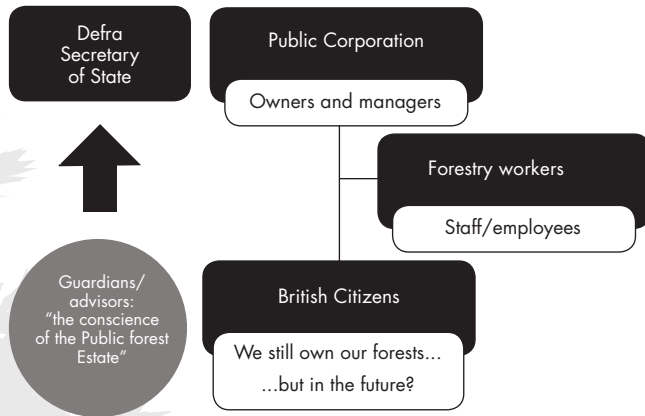 Defra
Secretary
of State
Public Corporation
Owners and managers
Forestry workers
Staff/employees
Guardians/
advisors:
“the conscience
of the Public forest
Estate”
British Citizens
We still own our forests...
...but in the future?